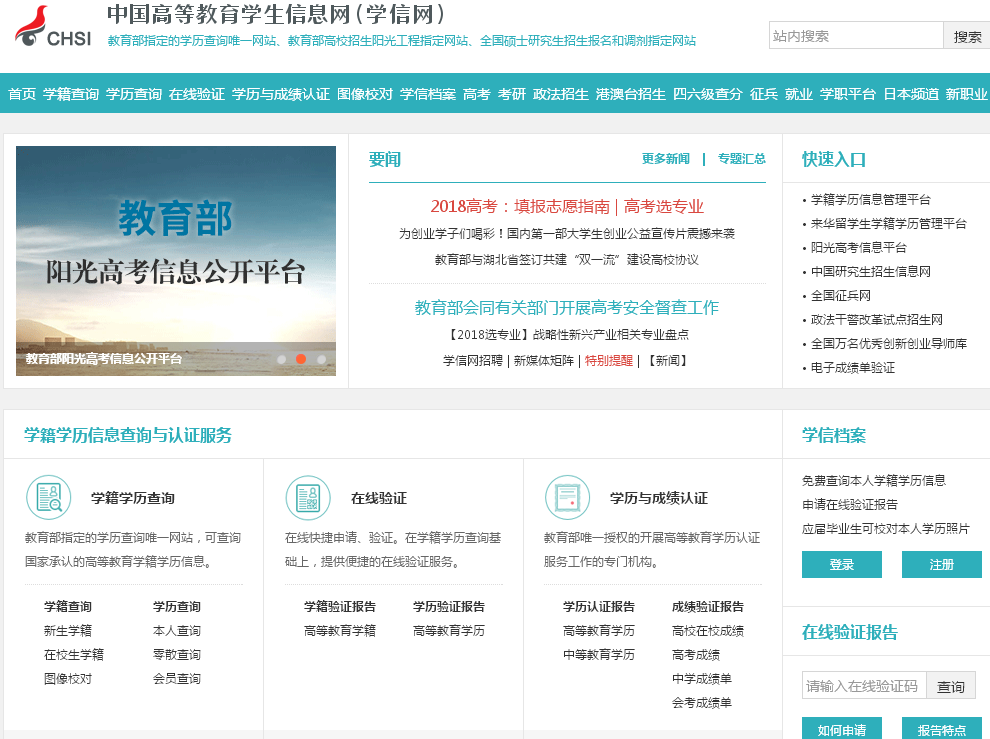 CHSI
中国高等教育学生信息网(学信网)
教育部指定的学历查询唯一网站、教育部高校招生阳光工程指定网站、全国硕士研究生招生报名和调剂指定网站
站内搜索 搜索
首页 学籍查询 学历查询 在线验证 学历与成绩认证 图像校对 学信档案 高考 考研 政法招生 港澳台招生 四六级查分 征兵 就业 学职平台 日本频道 新职业
教育部
阳光高考信息公开平台
教育部阳光高考信息公开平台
要闻 更多新闻 | 专题汇总
2018高考：填报志愿指南 | 高考选专业
为创业学子们喝彩！国内第一部大学生创业公益宣传片震撼来袭
教育部与湖北省签订共建“双一流”建设高校协议
教育部会同有关部门开展高考安全督查工作
【2018选专业】战略性新兴产业相关专业盘点
学信网招聘 | 新媒体矩阵 | 特别提醒 | 【新闻】
快速入口
• 学籍学历信息管理平台
• 来华留学生学籍学历管理平台
• 阳光高考信息平台
• 中国研究生招生信息网
• 全国征兵网
• 政法干警改革试点招生网
• 全国万名优秀创新创业导师库
• 电子成绩单验证
学籍学历信息查询与认证服务
学籍学历查询
教育部指定的学历查询唯一网站，可查询
国家承认的高等教育学籍学历信息。
学籍查询 学历查询
新生学籍 本人查询
在校生学籍 零散查询
图像校对 会员查询
在线验证
在线快捷申请、验证。在学籍学历查询基
础上，提供便捷的在线验证服务。
学籍验证报告 学历验证报告
高等教育学籍 高等教育学历
学历与成绩认证
教育部唯一授权的开展高等教育学历认证
服务工作的专门机构。
学历认证报告 成绩验证报告
高等教育学历 高校在校成绩
中等教育学历 高考成绩
中学成绩单
会考成绩单
学信档案
免费查询本人学籍学历信息
申请在线验证报告
应届毕业生可校对本人学历照片
登录 注册
在线验证报告
请输入在线验证码 查询
如何申请 报告特点